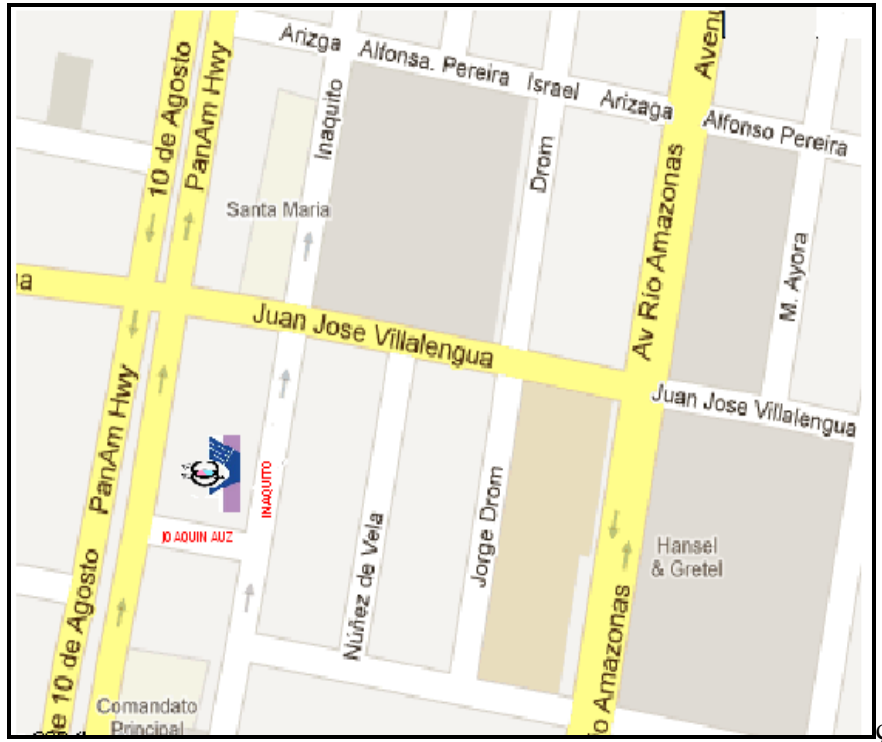 Arizga
Alfonsa. Pereira
Israel
Arizaga
Alfonso Pereira
Aven
10 de Agosto
PanAm Hwy
Inaquito
Drom
Av Río Amazonas
M. Ayora
Santa Maria
Juan Jose Villalengua
Juan Jose Villalengua
PanAm Hwy
INAQUITO
JOAQUIN AUZ
Núñez de Vela
Jorge Drom
Hansel
& Gretel
e 10 de Agosto
o Amazonas
Comandato
Principal